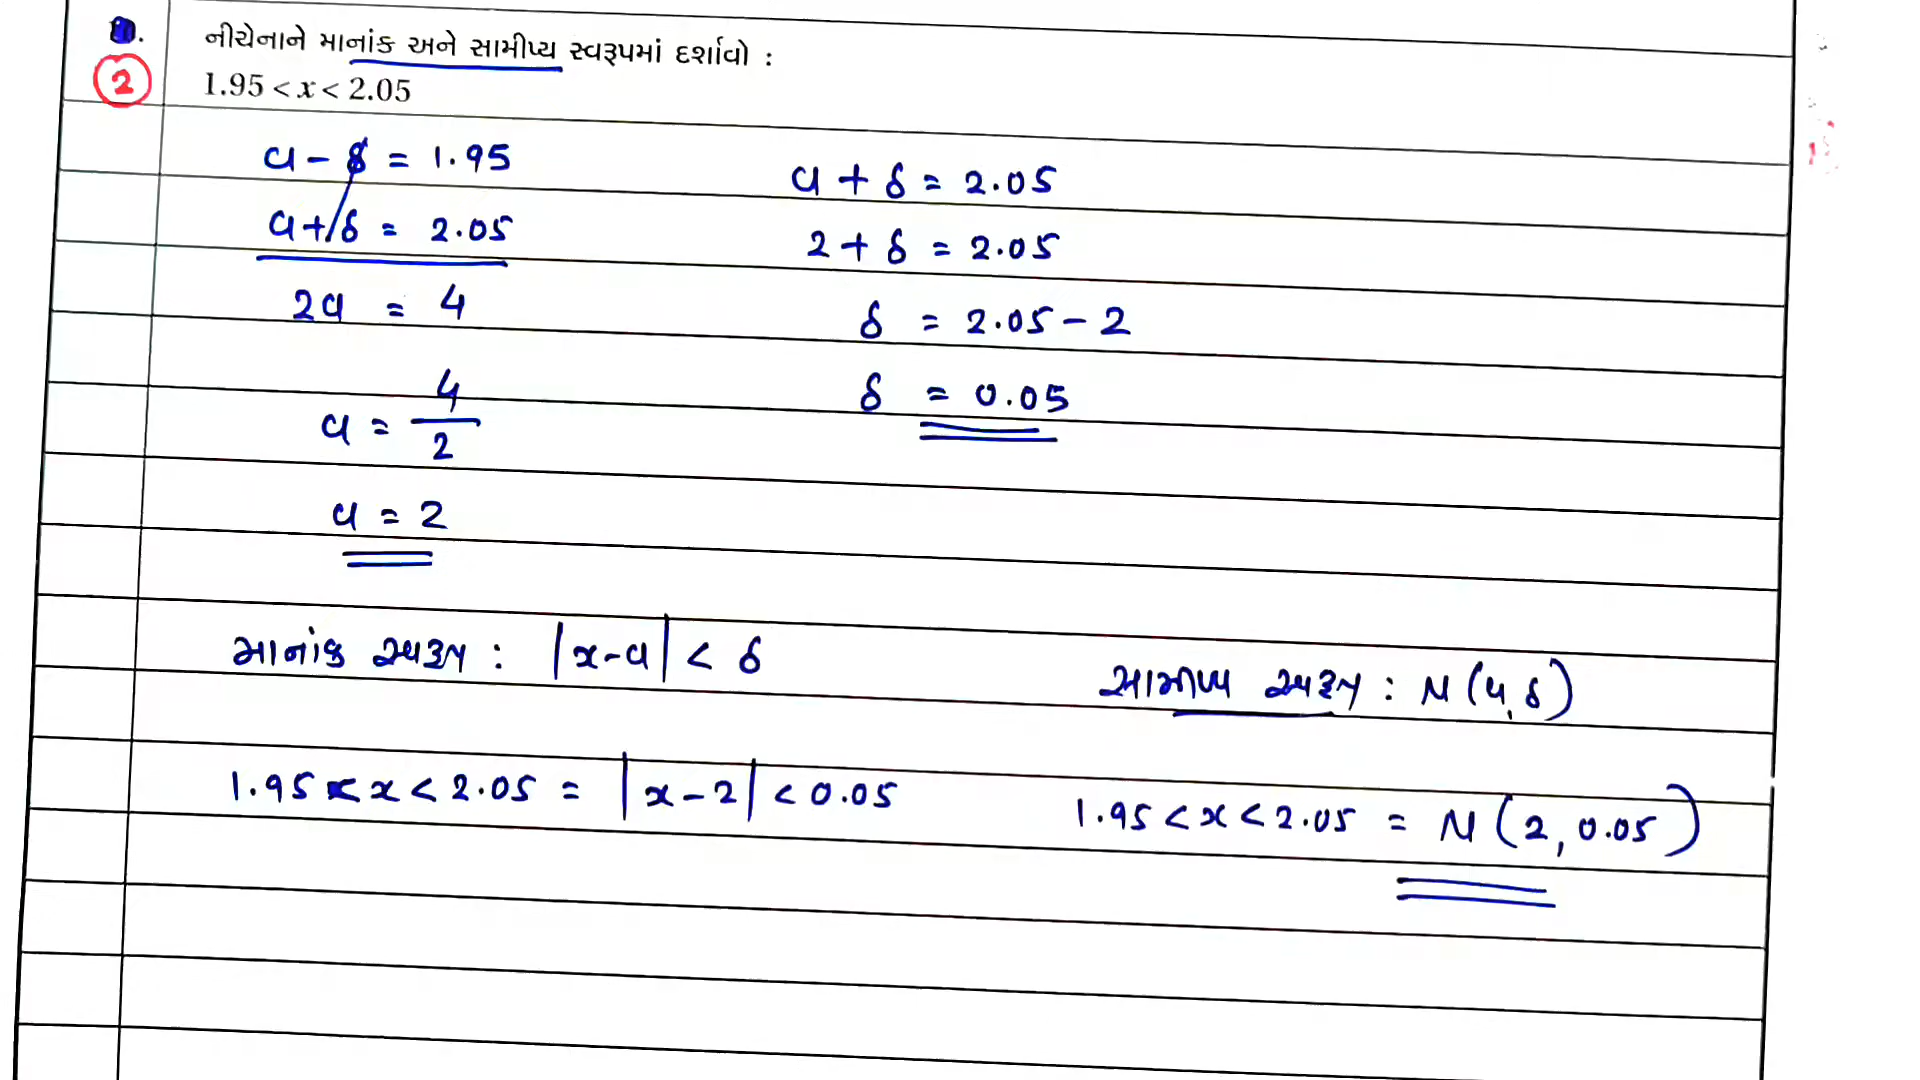 નીચેનાને માનાંક અને સામીપ્ય સ્વરૂપમાં દર્શાવો :
2
1.95 < x < 2.05
a - δ = 1.95
a + δ = 2.05
2a = 4
a = 4/2
a = 2
a + δ = 2.05
2 + δ = 2.05
δ = 2.05 - 2
δ = 0.05
માનાંક સ્વરૂપ : |x-a| < δ
સામીપ્ય સ્વરૂપ : N(a, δ)
1.95 < x < 2.05 = |x-2| < 0.05
1.95 < x < 2.05 = N(2, 0.05)